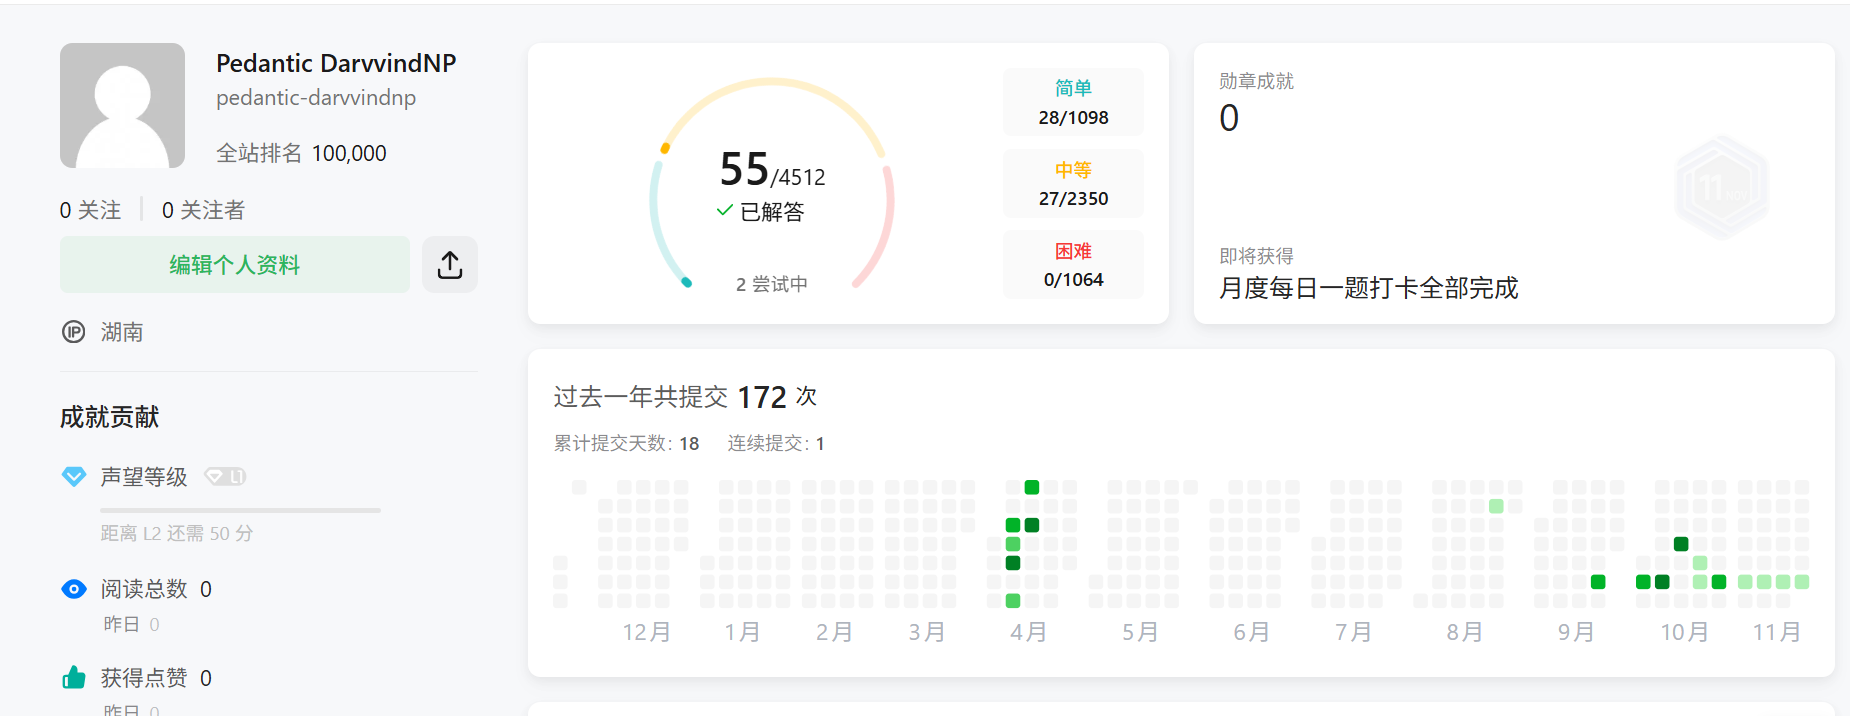 Pedantic DarvvindNP
pedantic-darvvindnp
全站排名 100,000
0 关注
0 关注者
编辑个人资料
IP 湖南
成就贡献
声望等级 L1
距离 L2 还需 50 分
阅读总数 0
昨日 0
获得点赞 0
昨日 0
55/4512
已解答
2 尝试中
简单
28/1098
中等
27/2350
困难
0/1064
勋章成就
0
11 NOV
即将获得
月度每日一题打卡全部完成
过去一年共提交 172 次
累计提交天数: 18 连续提交: 1
12月 1月 2月 3月 4月 5月 6月 7月 8月 9月 10月 11月